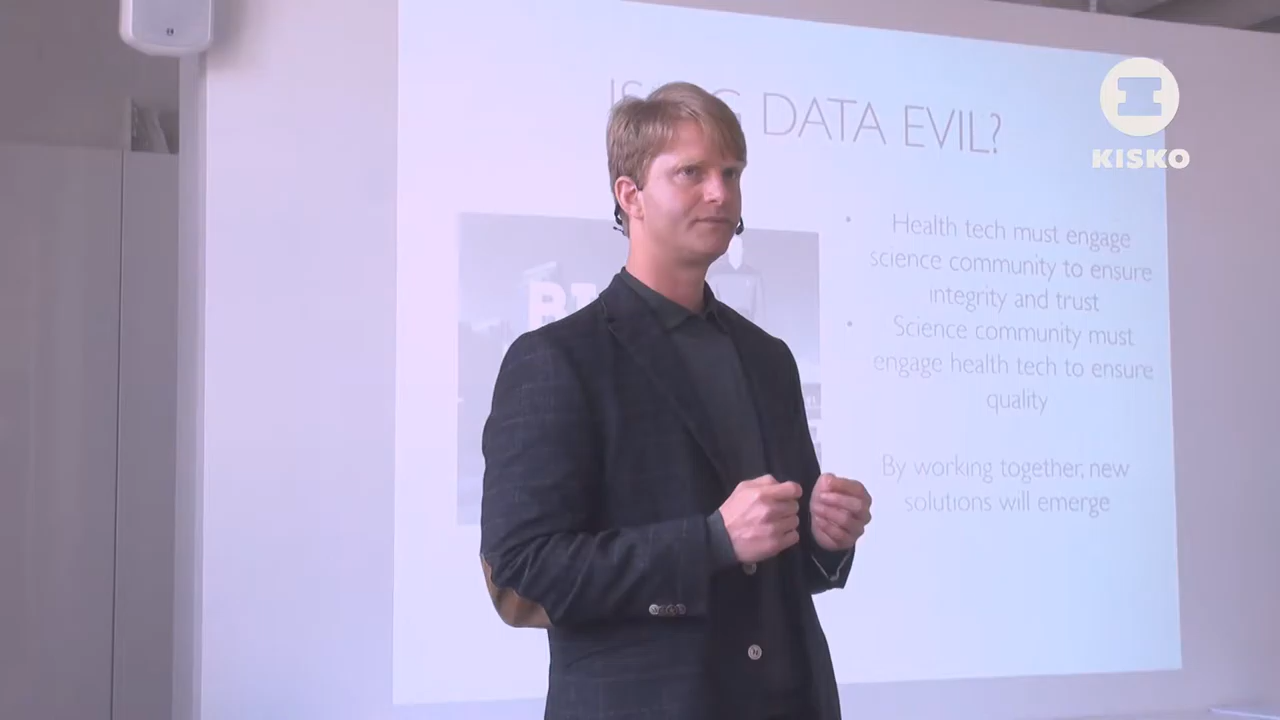 DATA EVIL?
KISKO
• Health tech must engage
science community to ensure
integrity and trust
• Science community must
engage health tech to ensure
quality
By working together, new
solutions will emerge